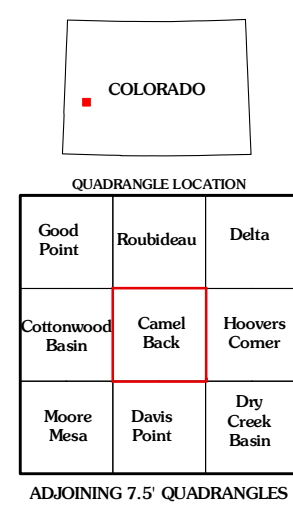 COLORADO
QUADRANGLE LOCATION
Good
Point
Roubideau
Delta
Cottonwood
Basin
Camel
Back
Hoovers
Corner
Moore
Mesa
Davis
Point
Dry
Creek
Basin
ADJOINING 7.5' QUADRANGLES